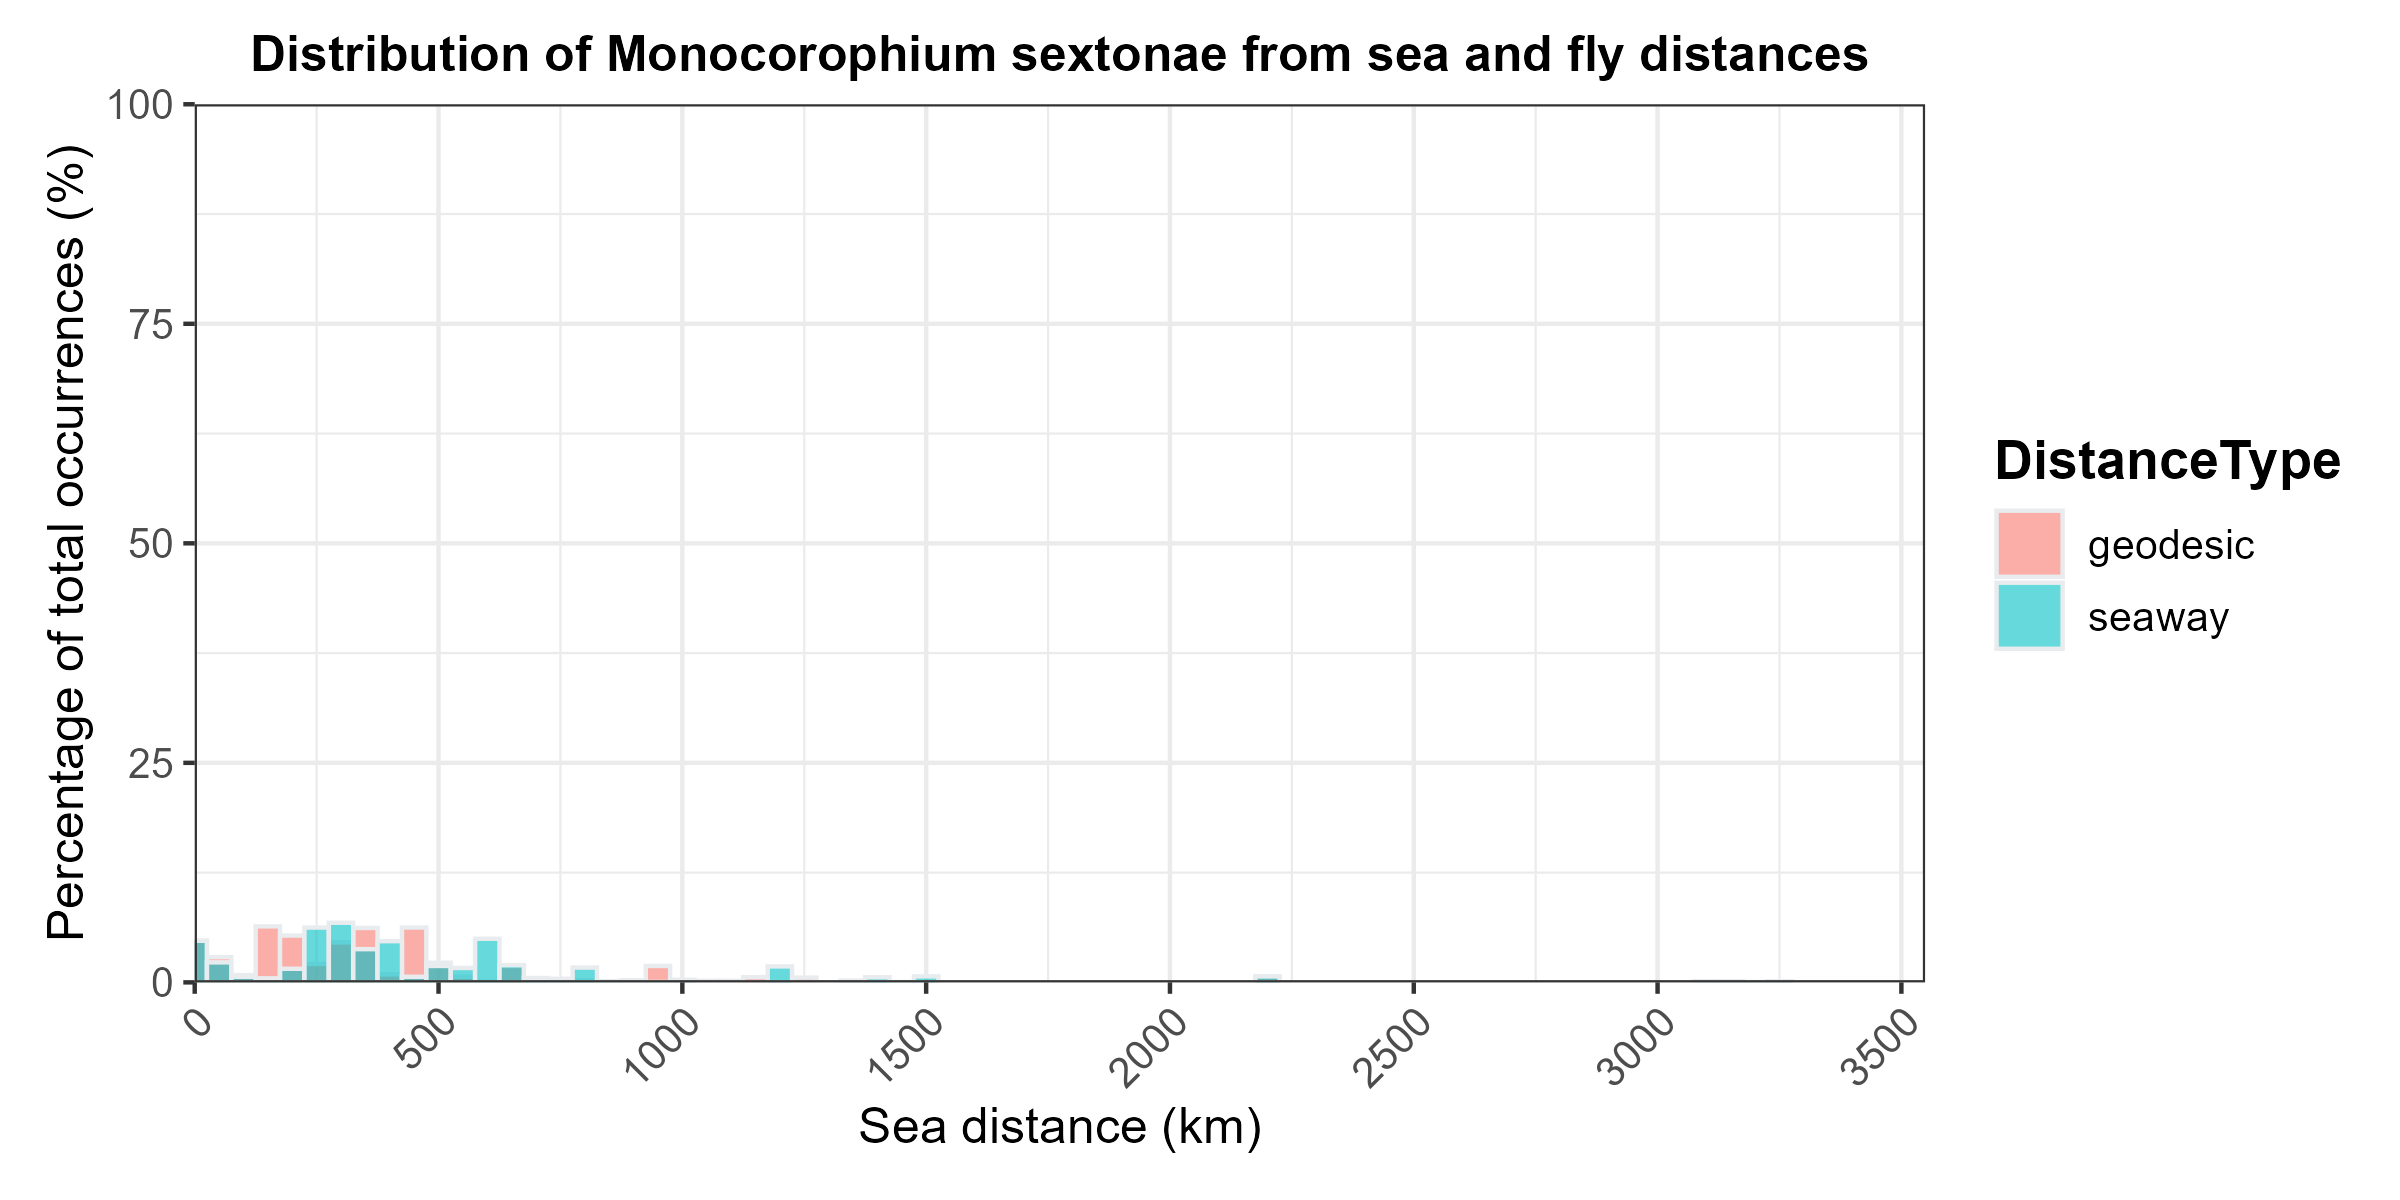 Distribution of Monocorophium sextonae from sea and fly distances
Percentage of total occurrences (%)
100
75
50
25
0
0
500
1000
1500
2000
2500
3000
3500
Sea distance (km)
DistanceType
geodesic
seaway